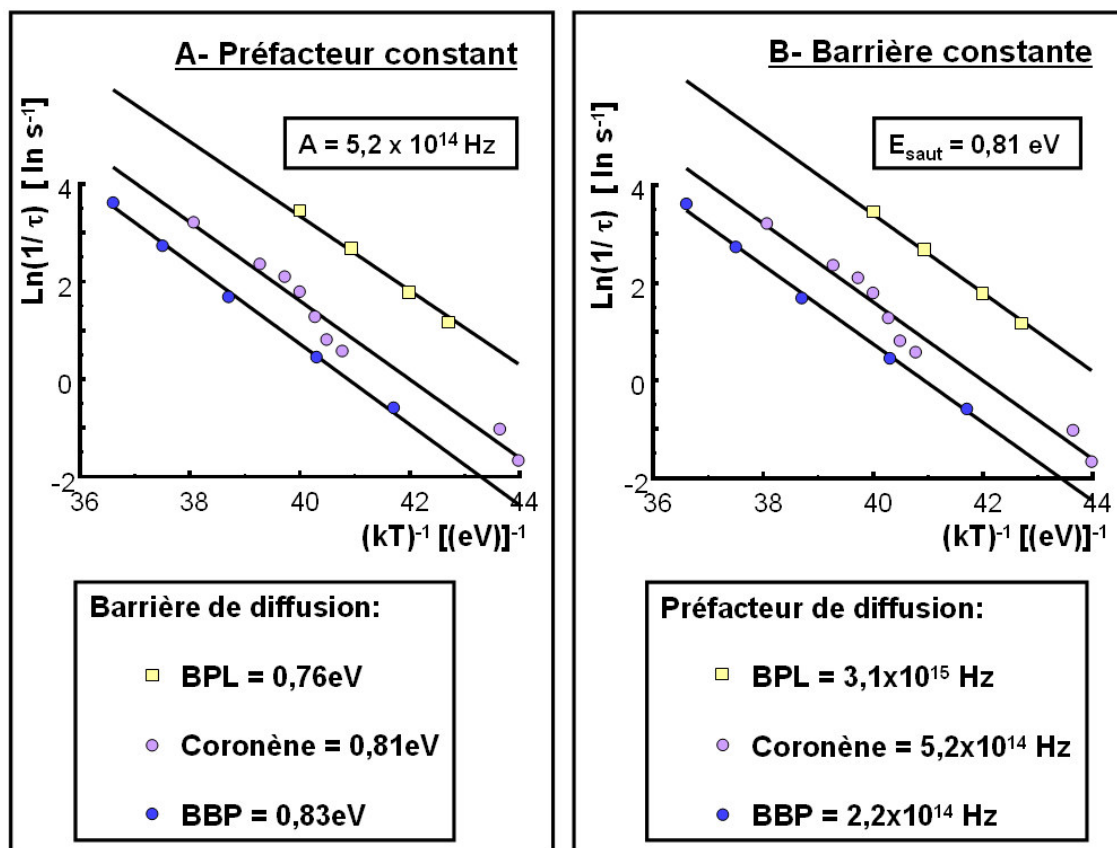 A- Préfacteur constant
A = 5,2 x 10¹⁴ Hz
Ln(1/ τ) [ ln s⁻¹]
4
2
0
-2
36
38
40
42
44
(kT)⁻¹ [(eV)]⁻¹
Barrière de diffusion:
BPL = 0,76eV
Coronène = 0,81eV
BBP = 0,83eV
B- Barrière constante
E_saut = 0,81 eV
Ln(1/ τ) [ ln s⁻¹]
4
2
0
-2
36
38
40
42
44
(kT)⁻¹ [(eV)]⁻¹
Préfacteur de diffusion:
BPL = 3,1x10¹⁵ Hz
Coronène = 5,2x10¹⁴ Hz
BBP = 2,2x10¹⁴ Hz